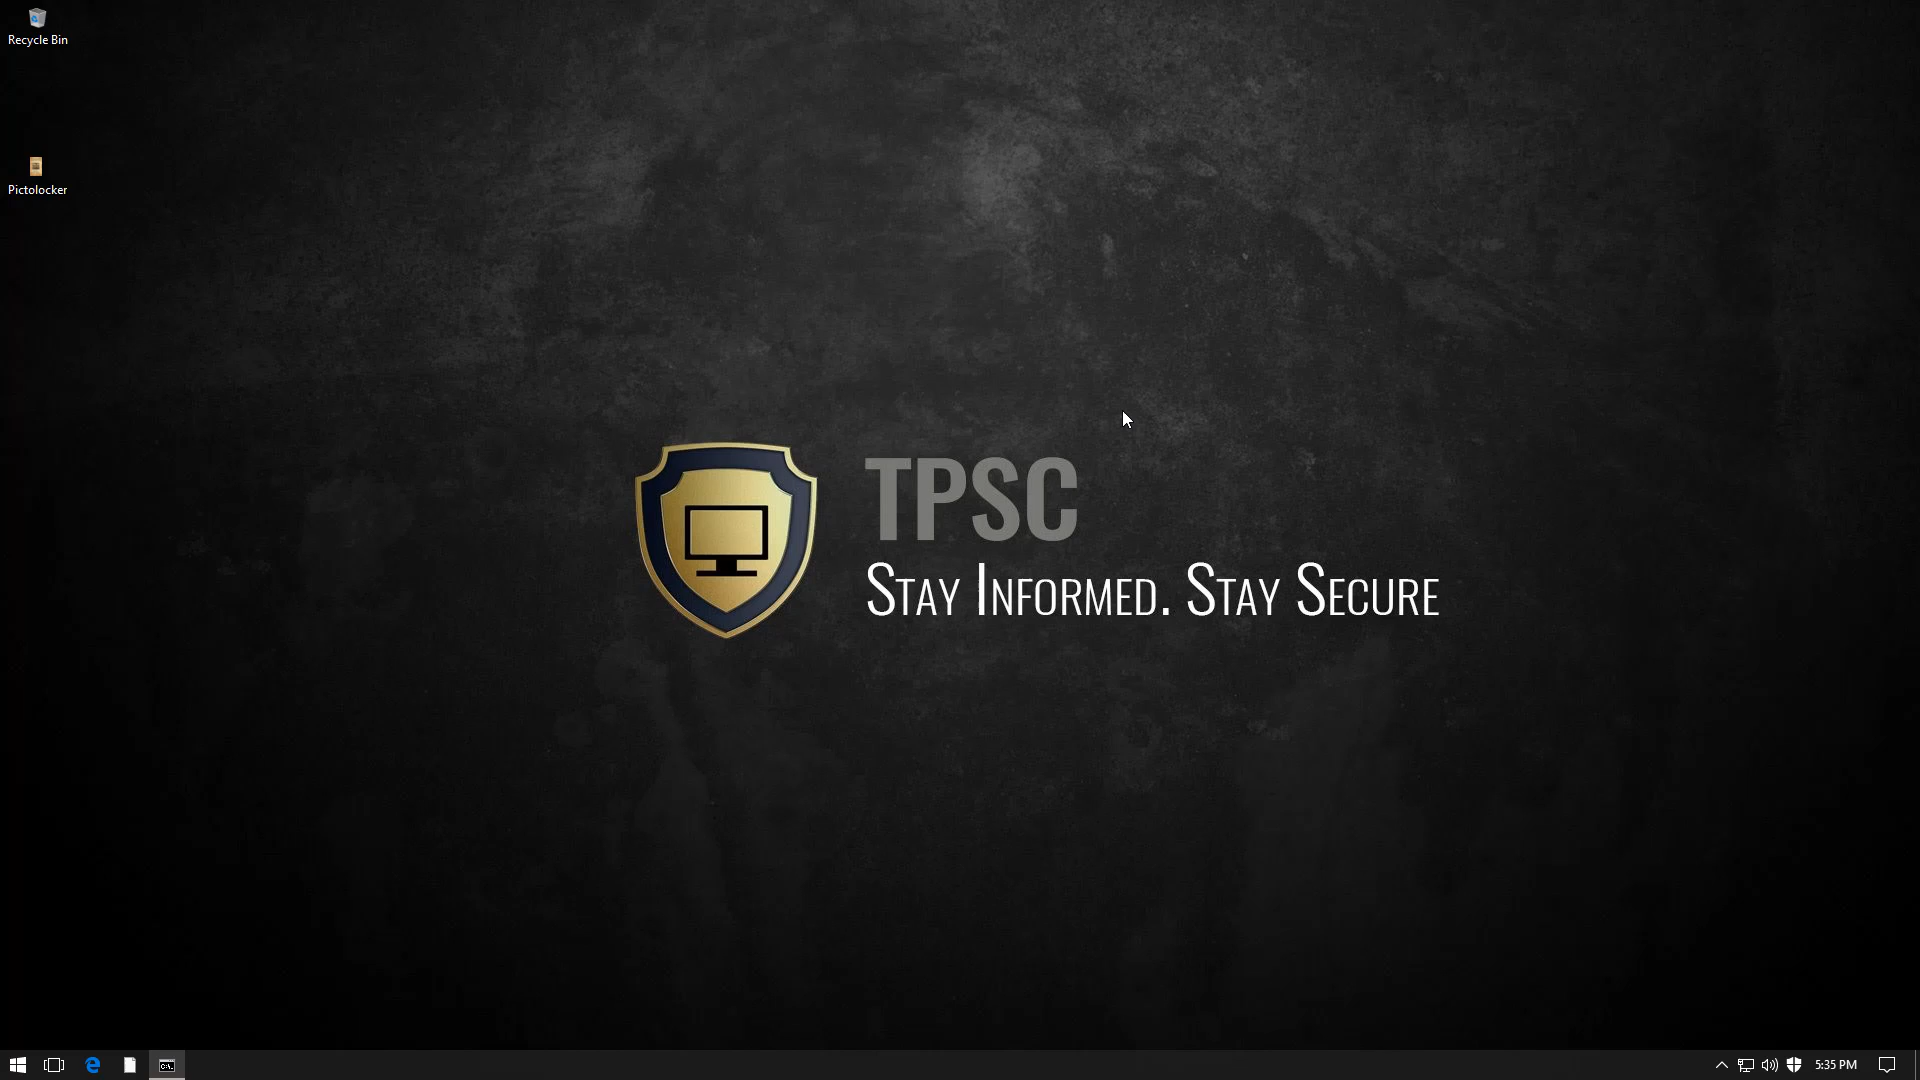 Recycle Bin
Pictolocker
TPSC
STAY INFORMED. STAY SECURE
5:35 PM